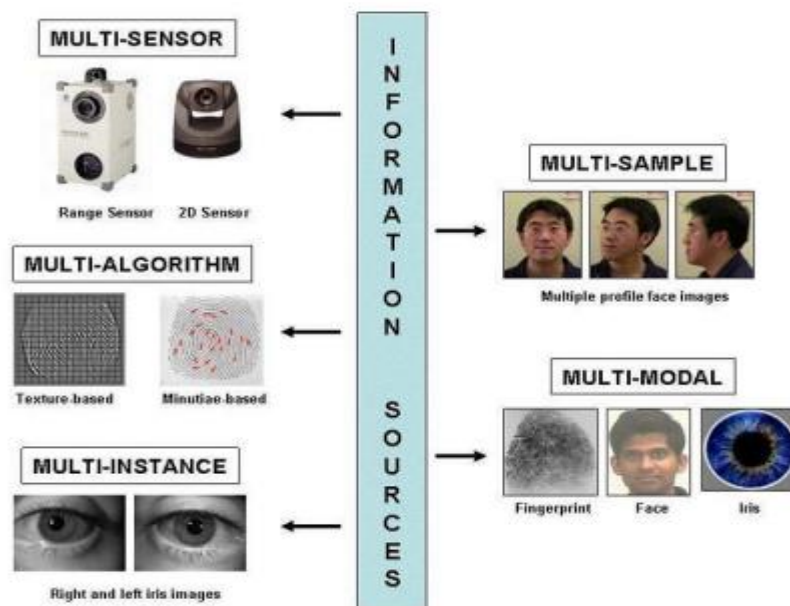 MULTI-SENSOR
Range Sensor
2D Sensor
MULTI-ALGORITHM
Texture-based
Minutiae-based
MULTI-INSTANCE
Right and left iris images
INFORMATION SOURCES
MULTI-SAMPLE
Multiple profile face images
MULTI-MODAL
Fingerprint
Face
Iris